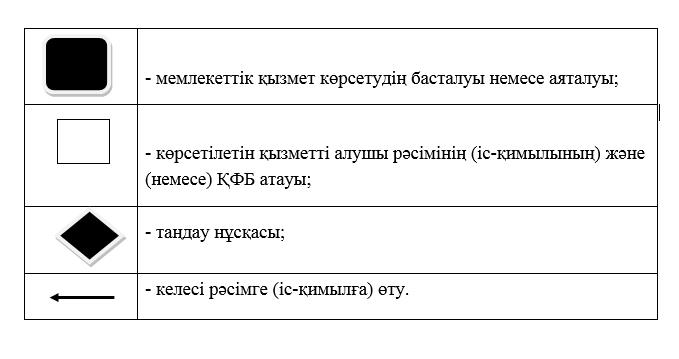 - мемлекеттік қызмет көрсетудің басталуы немесе аяталуы;
- көрсетілетін қызметті алушы рәсімінің (іс-қимылының) және
(немесе) ҚФБ атауы;
- тандау нұсқасы;
- келесі рәсімге (іс-қимылға) өту.